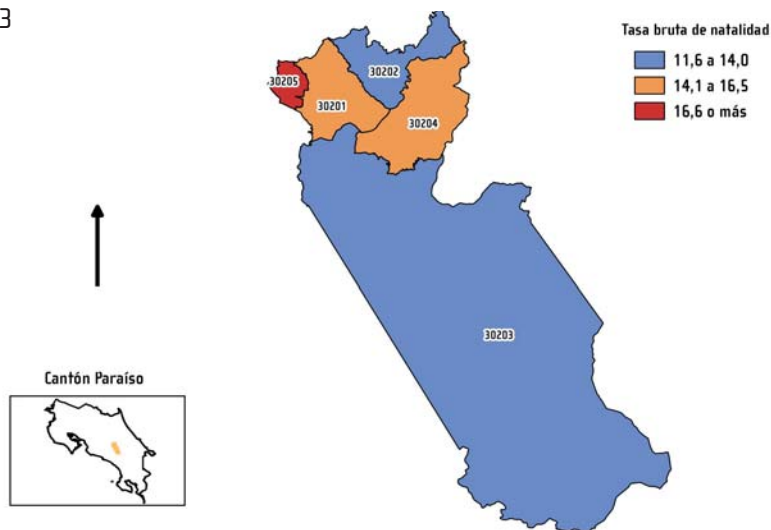 3
Tasa bruta de natalidad
11,6 a 14,0
14,1 a 16,5
16,6 o más
30202
30205
30201
30204
30203
Cantón Paraíso